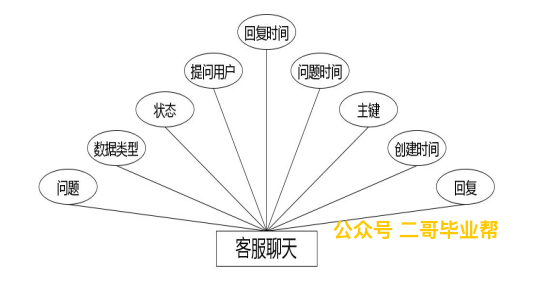 回复时间
提问用户
问题时间
状态
主键
数据类型
创建时间
问题
回复
客服聊天
公众号 二哥毕业帮